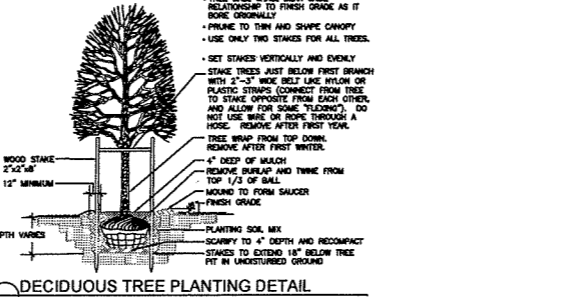 RELATIONSHIP TO FINISH GRADE AS IT
BORE ORIGINALLY
• PRUNE TO THIN AND SHAPE CANOPY
• USE ONLY TWO STAKES FOR ALL TREES.
• SET STAKES VERTICALLY AND EVENLY
STAKE TREES JUST BELOW FIRST BRANCH
WITH 2"-3" WIDE BELT LIKE NYLON OR
PLASTIC STRAPS (CONNECT FROM TREE
TO STAKE OPPOSITE FROM EACH OTHER,
AND ALLOW FOR SOME "FLEXING"). DO
NOT USE WIRE OR ROPE THROUGH A
HOSE. REMOVE AFTER FIRST YEAR.
TREE WRAP FROM TOP DOWN.
REMOVE AFTER FIRST WINTER.
WOOD STAKE
2"x2"x8'
4" DEEP OF MULCH
REMOVE BURLAP AND TWINE FROM
TOP 1/3 OF BALL
12" MINIMUM
MOUND TO FORM SAUCER
FINISH GRADE
PTH VARIES
PLANTING SOIL MIX
SCARIFY TO 4" DEPTH AND RECOMPACT
STAKES TO EXTEND 18" BELOW TREE
PIT IN UNDISTURBED GROUND
DECIDUOUS TREE PLANTING DETAIL